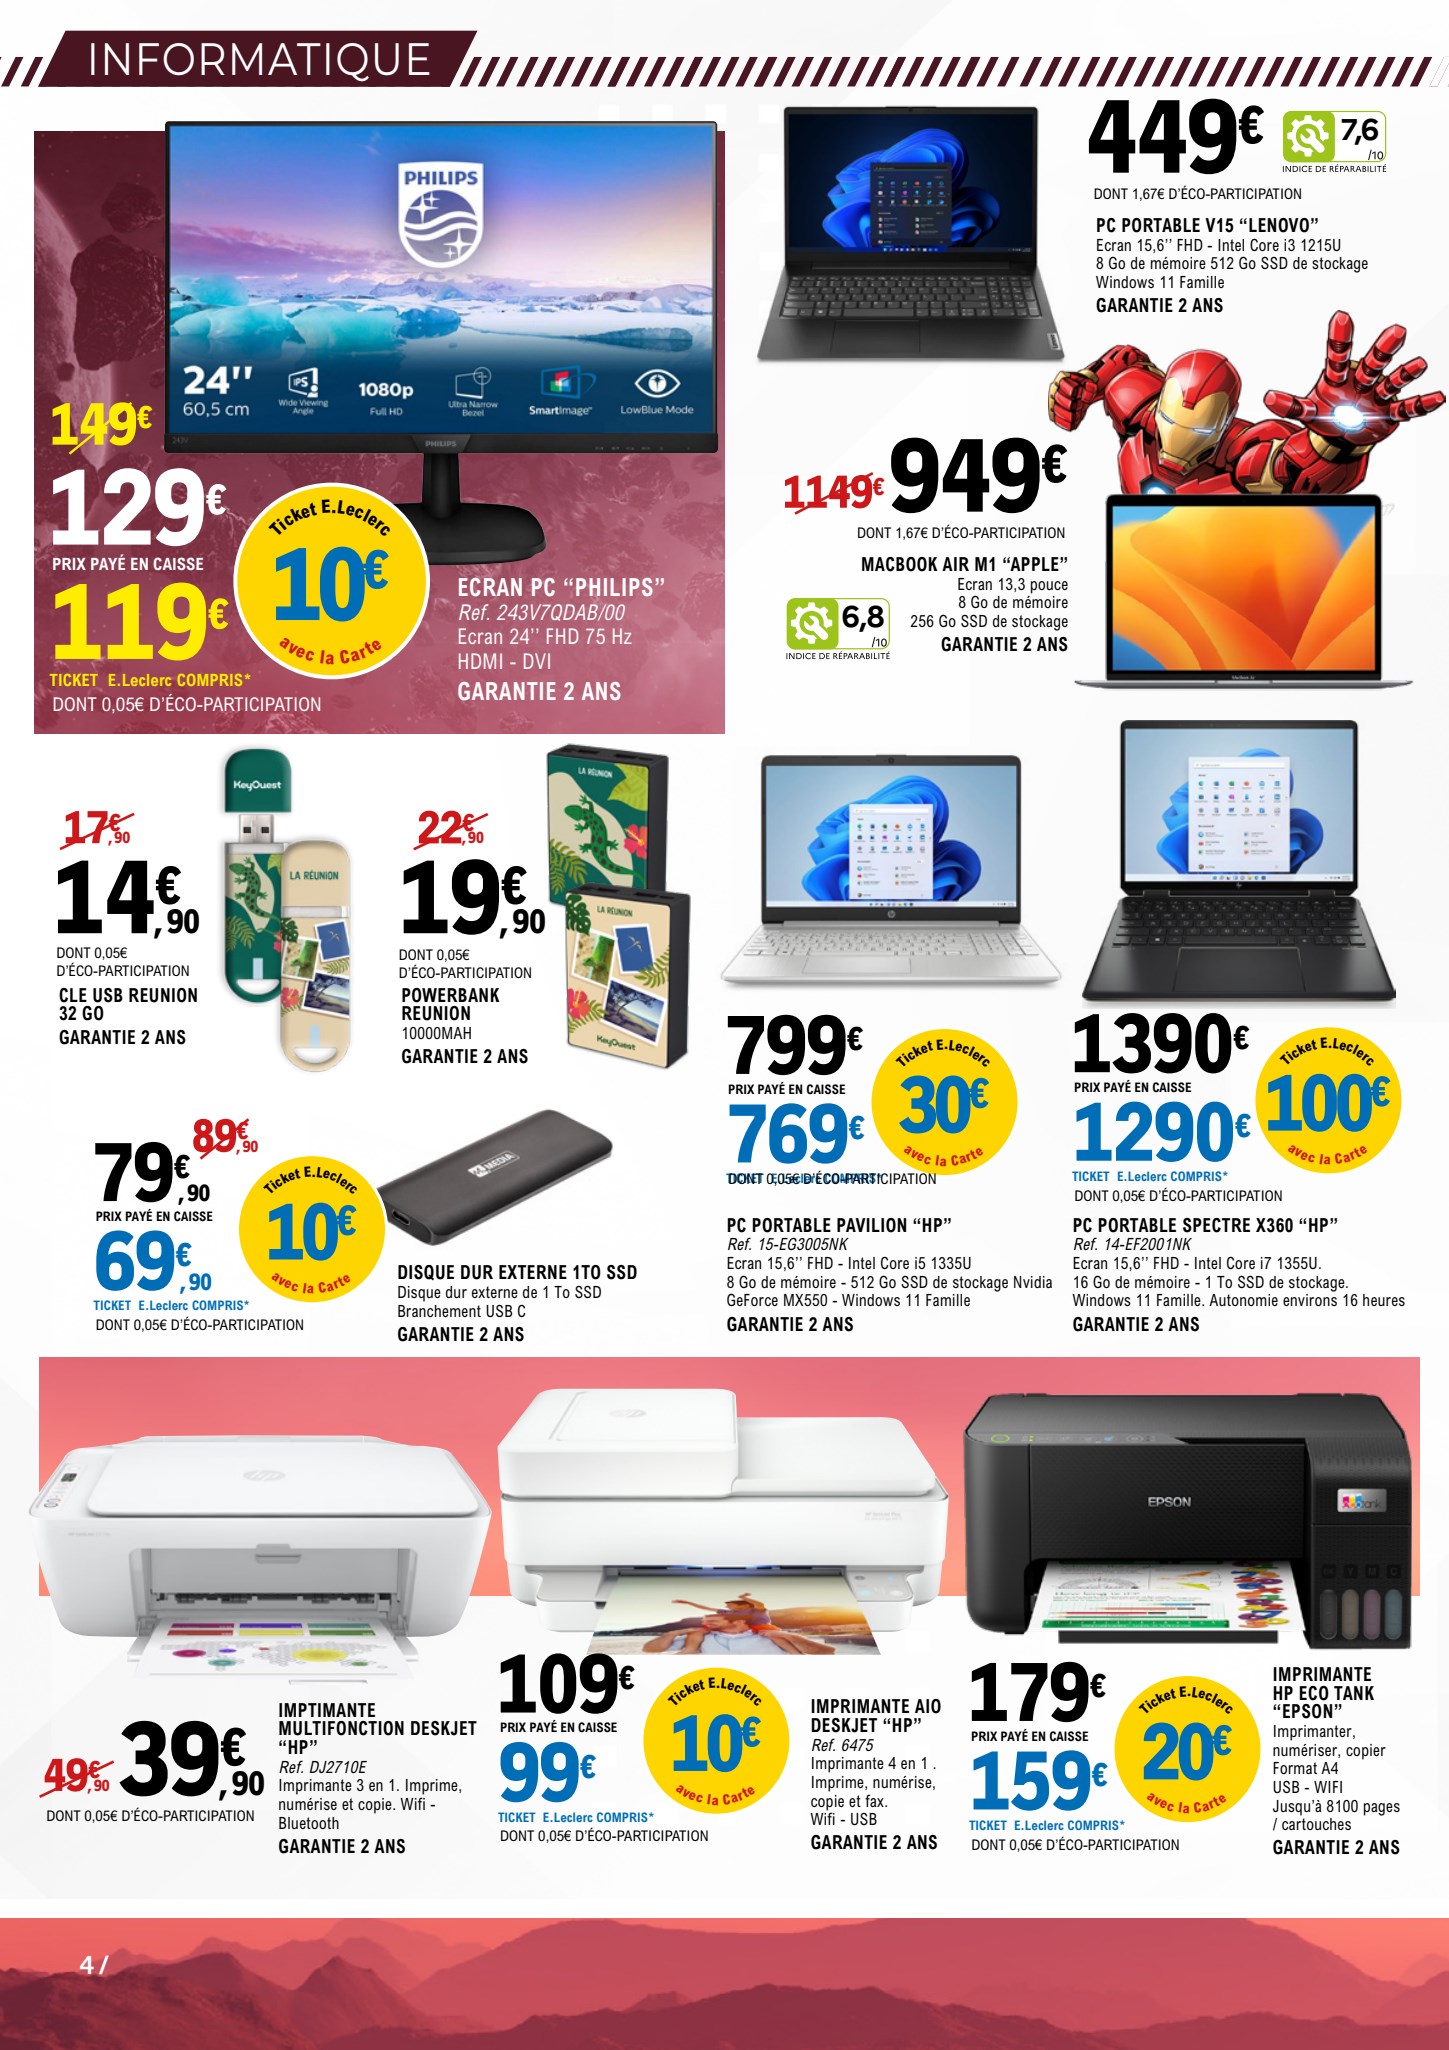 INFORMATIQUE
PHILIPS
24''
60,5 cm
IPS
Wide Viewing
Angle
1080p
Full HD
Ultra Narrow
Bezel
SmartImage
LowBlue Mode
243V
PHILIPS
149€
129€
PRIX PAYÉ EN CAISSE
119€
TICKET E.Leclerc COMPRIS*
DONT 0,05€ D'ÉCO-PARTICIPATION
Ticket E.Leclerc
10€
avec la Carte
ECRAN PC “PHILIPS”
Ref. 243V7QDAB/00
Ecran 24’’ FHD 75 Hz
HDMI - DVI
GARANTIE 2 ANS
449€
7,6
/10
INDICE DE RÉPARABILITÉ
DONT 1,67€ D'ÉCO-PARTICIPATION
PC PORTABLE V15 “LENOVO”
Ecran 15,6’’ FHD - Intel Core i3 1215U
8 Go de mémoire 512 Go SSD de stockage
Windows 11 Famille
GARANTIE 2 ANS
1149€
949€
DONT 1,67€ D'ÉCO-PARTICIPATION
MACBOOK AIR M1 “APPLE”
Ecran 13,3 pouce
8 Go de mémoire
256 Go SSD de stockage
GARANTIE 2 ANS
6,8
/10
INDICE DE RÉPARABILITÉ
17€,90
14€,90
DONT 0,05€
D'ÉCO-PARTICIPATION
CLE USB REUNION
32 GO
GARANTIE 2 ANS
KeyOuest
LA RÉUNION
22€,90
19€,90
DONT 0,05€
D'ÉCO-PARTICIPATION
POWERBANK
REUNION
10000MAH
GARANTIE 2 ANS
LA RÉUNION
LA RÉUNION
KeyOuest
799€
PRIX PAYÉ EN CAISSE
769€
TICKET E.Leclerc COMPRIS*
DONT 0,05€ D'ÉCO-PARTICIPATION
Ticket E.Leclerc
30€
avec la Carte
PC PORTABLE PAVILION “HP”
Ref. 15-EG3005NK
Ecran 15,6’’ FHD - Intel Core i5 1335U
8 Go de mémoire - 512 Go SSD de stockage Nvidia
GeForce MX550 - Windows 11 Famille
GARANTIE 2 ANS
1390€
PRIX PAYÉ EN CAISSE
1290€
TICKET E.Leclerc COMPRIS*
DONT 0,05€ D'ÉCO-PARTICIPATION
Ticket E.Leclerc
100€
avec la Carte
PC PORTABLE SPECTRE X360 “HP”
Ref. 14-EF2001NK
Ecran 15,6’’ FHD - Intel Core i7 1355U.
16 Go de mémoire - 1 To SSD de stockage.
Windows 11 Famille. Autonomie environs 16 heures
GARANTIE 2 ANS
89€,90
79€,90
PRIX PAYÉ EN CAISSE
69€,90
TICKET E.Leclerc COMPRIS*
DONT 0,05€ D'ÉCO-PARTICIPATION
Ticket E.Leclerc
10€
avec la Carte
MEDIA
DISQUE DUR EXTERNE 1TO SSD
Disque dur externe de 1 To SSD
Branchement USB C
GARANTIE 2 ANS
EPSON
49€,90
39€,90
DONT 0,05€ D'ÉCO-PARTICIPATION
IMPTIMANTE
MULTIFONCTION DESKJET
“HP”
Ref. DJ2710E
Imprimante 3 en 1. Imprime,
numérise et copie. Wifi -
Bluetooth
GARANTIE 2 ANS
109€
PRIX PAYÉ EN CAISSE
99€
TICKET E.Leclerc COMPRIS*
DONT 0,05€ D'ÉCO-PARTICIPATION
Ticket E.Leclerc
10€
avec la Carte
IMPRIMANTE AIO
DESKJET “HP”
Ref. 6475
Imprimante 4 en 1 .
Imprime, numérise,
copie et fax.
Wifi - USB
GARANTIE 2 ANS
179€
PRIX PAYÉ EN CAISSE
159€
TICKET E.Leclerc COMPRIS*
DONT 0,05€ D'ÉCO-PARTICIPATION
Ticket E.Leclerc
20€
avec la Carte
IMPRIMANTE
HP ECO TANK
“EPSON”
Imprimanter,
numériser, copier
Format A4
USB - WIFI
Jusqu’à 8100 pages
/ cartouches
GARANTIE 2 ANS
4 /